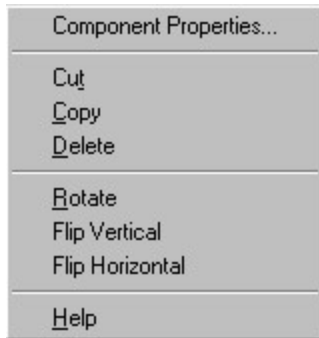 Component Properties...
Cut
Copy
Delete
Rotate
Flip Vertical
Flip Horizontal
Help